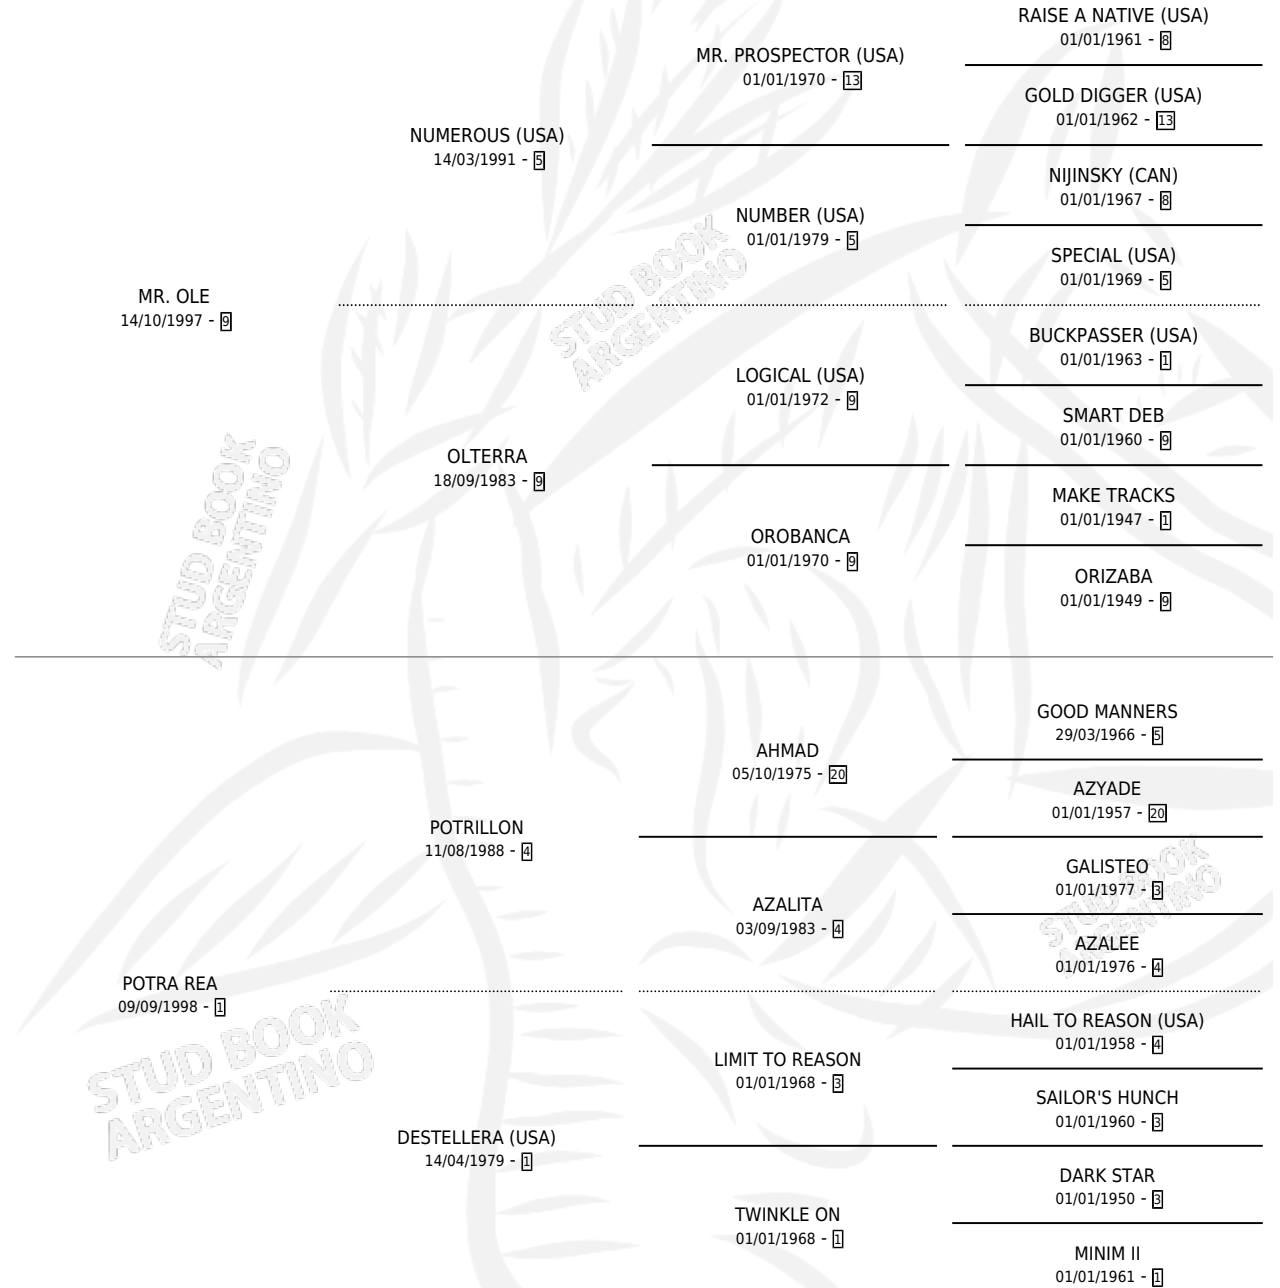 RAISE A NATIVE (USA)
01/01/1961 - 8
MR. PROSPECTOR (USA)
01/01/1970 - 13
GOLD DIGGER (USA)
01/01/1962 - 13
NUMEROUS (USA)
14/03/1991 - 5
NIJINSKY (CAN)
01/01/1967 - 8
NUMBER (USA)
01/01/1979 - 5
SPECIAL (USA)
01/01/1969 - 5
MR. OLE
14/10/1997 - 9
STUD BOOK
ARGENTINO
BUCKPASSER (USA)
01/01/1963 - 1
LOGICAL (USA)
01/01/1972 - 9
SMART DEB
01/01/1960 - 9
OLTERRA
18/09/1983 - 9
MAKE TRACKS
01/01/1947 - 1
OROBANCA
01/01/1970 - 9
ORIZABA
01/01/1949 - 9
STUD BOOK
ARGENTINO
GOOD MANNERS
29/03/1966 - 5
AHMAD
05/10/1975 - 20
AZYADE
01/01/1957 - 20
POTRILLON
11/08/1988 - 4
GALISTEO
01/01/1977 - 3
AZALITA
03/09/1983 - 4
AZALEE
01/01/1976 - 4
STUD BOOK
ARGENTINO
POTRA REA
09/09/1998 - 1
HAIL TO REASON (USA)
01/01/1958 - 4
LIMIT TO REASON
01/01/1968 - 3
SAILOR'S HUNCH
01/01/1960 - 3
STUD BOOK
ARGENTINO
DESTELLERA (USA)
14/04/1979 - 1
DARK STAR
01/01/1950 - 3
TWINKLE ON
01/01/1968 - 1
MINIM II
01/01/1961 - 1